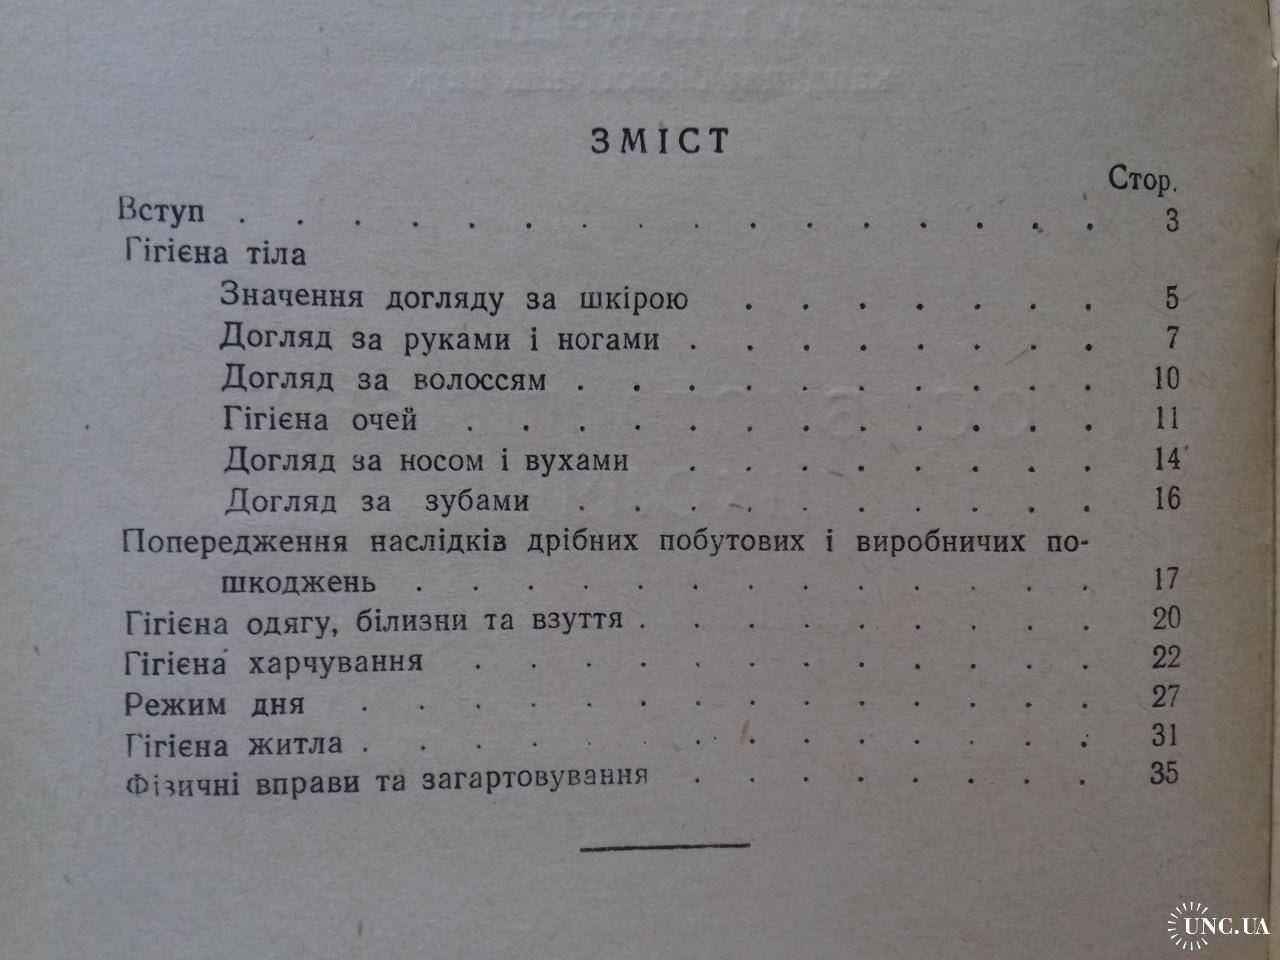 ЗМІСТ
Стор.
Вступ . . . . . . . . . . . . . . . . 3
Гігієна тіла
Значення догляду за шкірою . . . . . . . 5
Догляд за руками і ногами . . . . . . . . 7
Догляд за волоссям . . . . . . . . . . 10
Гігієна очей . . . . . . . . . . . . 11
Догляд за носом і вухами . . . . . . . . 14
Догляд за зубами . . . . . . . . . . 16
Попередження наслідків дрібних побутових і виробничих по-
шкоджень . . . . . . . . . . . . . 17
Гігієна одягу, білизни та взуття . . . . . . . . . 20
Гігієна харчування . . . . . . . . . . . . 22
Режим дня . . . . . . . . . . . . . . 27
Гігієна житла . . . . . . . . . . . . . . 31
Фізичні вправи та загартовування . . . . . . . . 35
UNC.UA